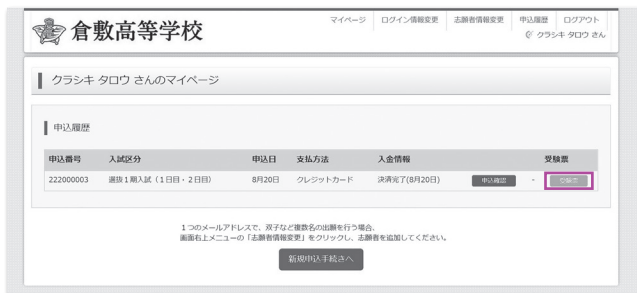 倉敷高等学校
マイページ ログイン情報変更 志願者情報変更 申込履歴 ログアウト
クラシキ タロウ さん
クラシキ タロウ さんのマイページ
申込履歴
申込番号 入試区分 申込日 支払方法 入金情報 受験票
222000003 選抜1期入試(1日目・2日目) 8月20日 クレジットカード 決済完了(8月20日) 申込確認 - 受験票
1つのメールアドレスで、双子など複数名の出願を行う場合、
画面右上メニューの「志願者情報変更」をクリックし、志願者を追加してください。
新規申込手続きへ